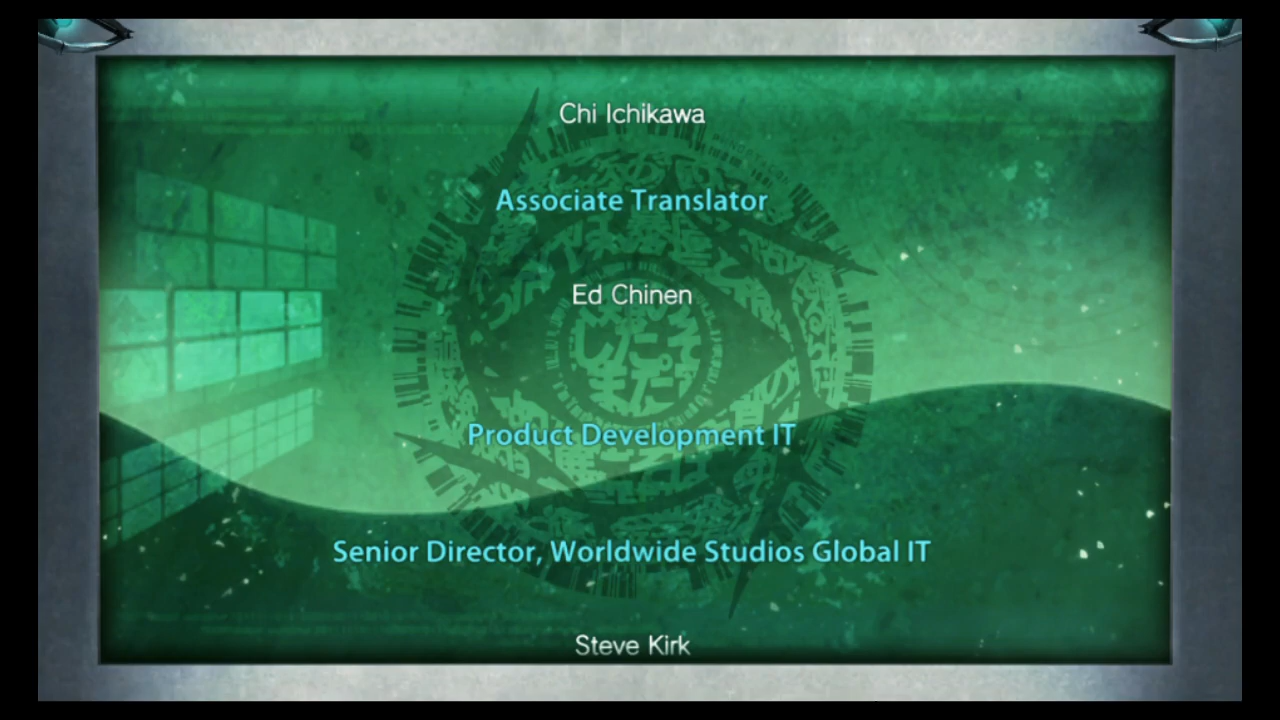 Chi Ichikawa
Associate Translator
Ed Chinen
Product Development IT
Senior Director, Worldwide Studios Global IT
Steve Kirk